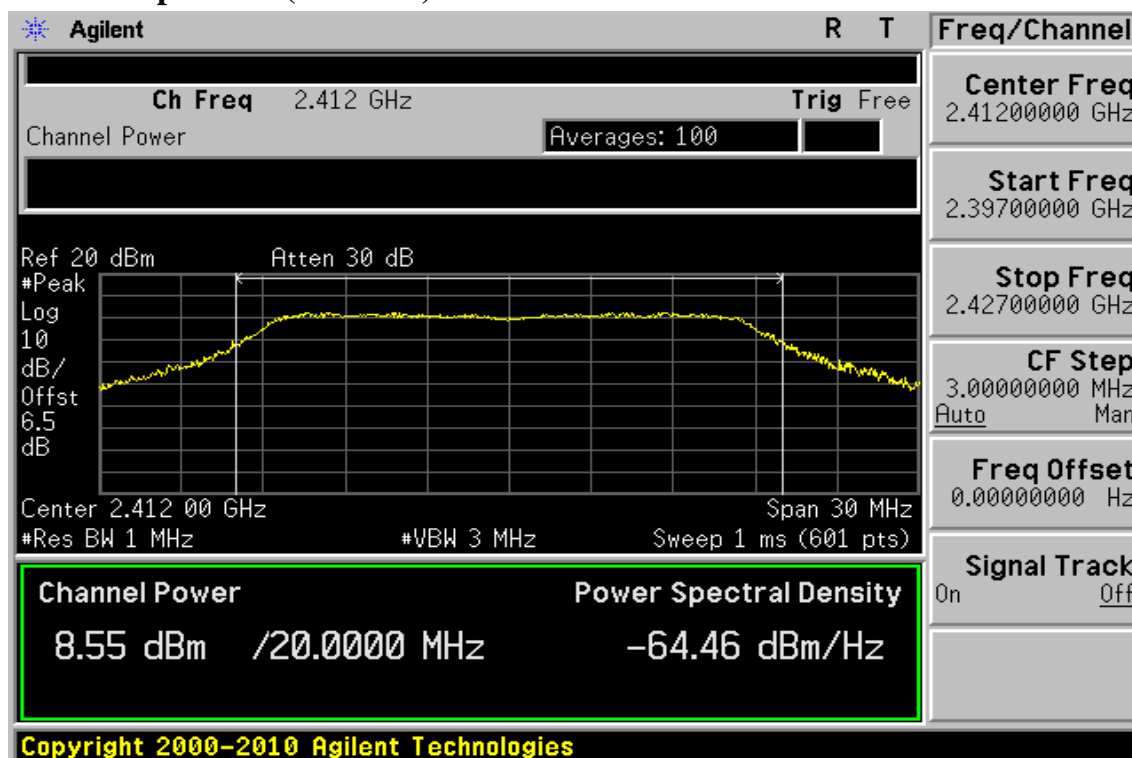 Agilent R T Freq/Channel
Ch Freq 2.412 GHz Trig Free
Channel Power Averages: 100
Center Freq
2.41200000 GHz
Start Freq
2.39700000 GHz
Stop Freq
2.42700000 GHz
CF Step
3.00000000 MHz
Auto Man
Freq Offset
0.00000000 Hz
Signal Track
On Off
Ref 20 dBm Atten 30 dB
#Peak
Log
10
dB/
Offst
6.5
dB
Center 2.412 00 GHz Span 30 MHz
#Res BW 1 MHz #VBW 3 MHz Sweep 1 ms (601 pts)
Channel Power Power Spectral Density
8.55 dBm /20.0000 MHz -64.46 dBm/Hz
Copyright 2000-2010 Agilent Technologies